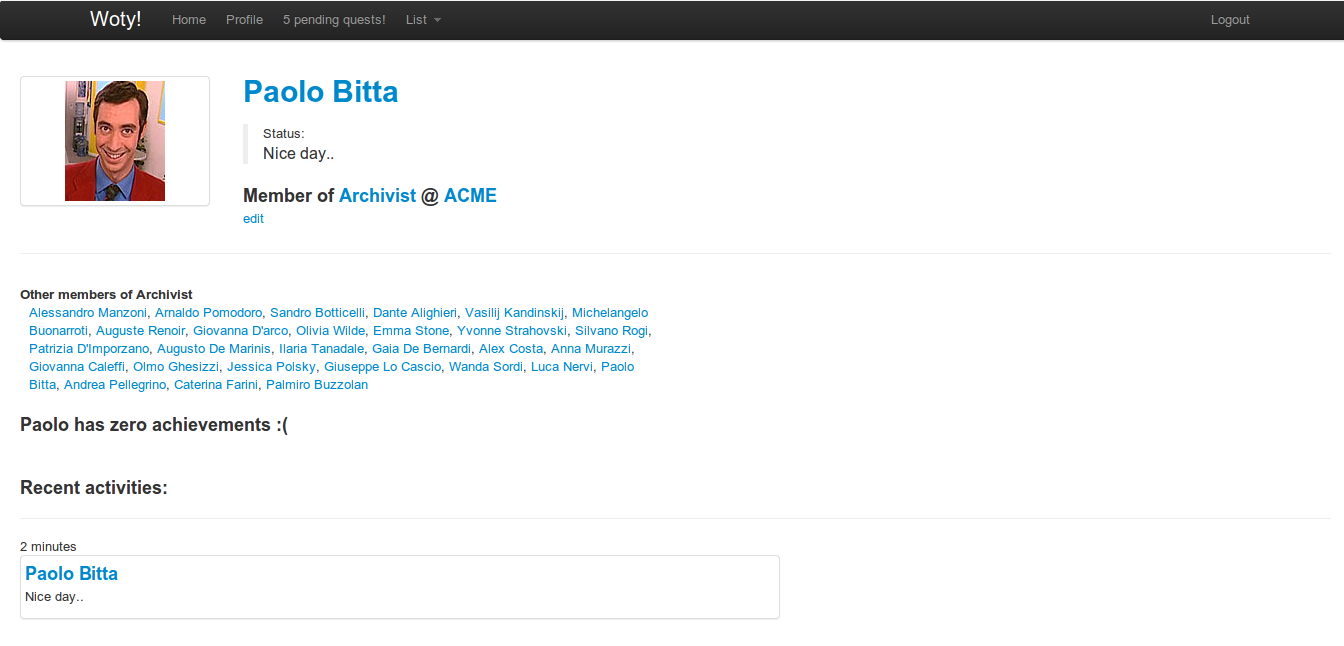 Woty! Home Profile 5 pending quests! List Logout
Paolo Bitta
Status:
Nice day..
Member of Archivist @ ACME
edit
Other members of Archivist
Alessandro Manzoni, Arnaldo Pomodoro, Sandro Botticelli, Dante Alighieri, Vasilij Kandinskij, Michelangelo
Buonarroti, Auguste Renoir, Giovanna D'arco, Olivia Wilde, Emma Stone, Yvonne Strahovski, Silvano Rogi,
Patrizia D'Imporzano, Augusto De Marinis, Ilaria Tanadale, Gaia De Bernardi, Alex Costa, Anna Murazzi,
Giovanna Caleffi, Olmo Ghesizzi, Jessica Polsky, Giuseppe Lo Cascio, Wanda Sordi, Luca Nervi, Paolo
Bitta, Andrea Pellegrino, Caterina Farini, Palmiro Buzzolan
Paolo has zero achievements :(
Recent activities:
2 minutes
Paolo Bitta
Nice day..